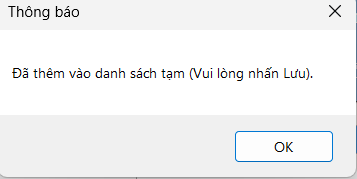 Thông báo
Đã thêm vào danh sách tạm (Vui lòng nhấn Lưu).
OK